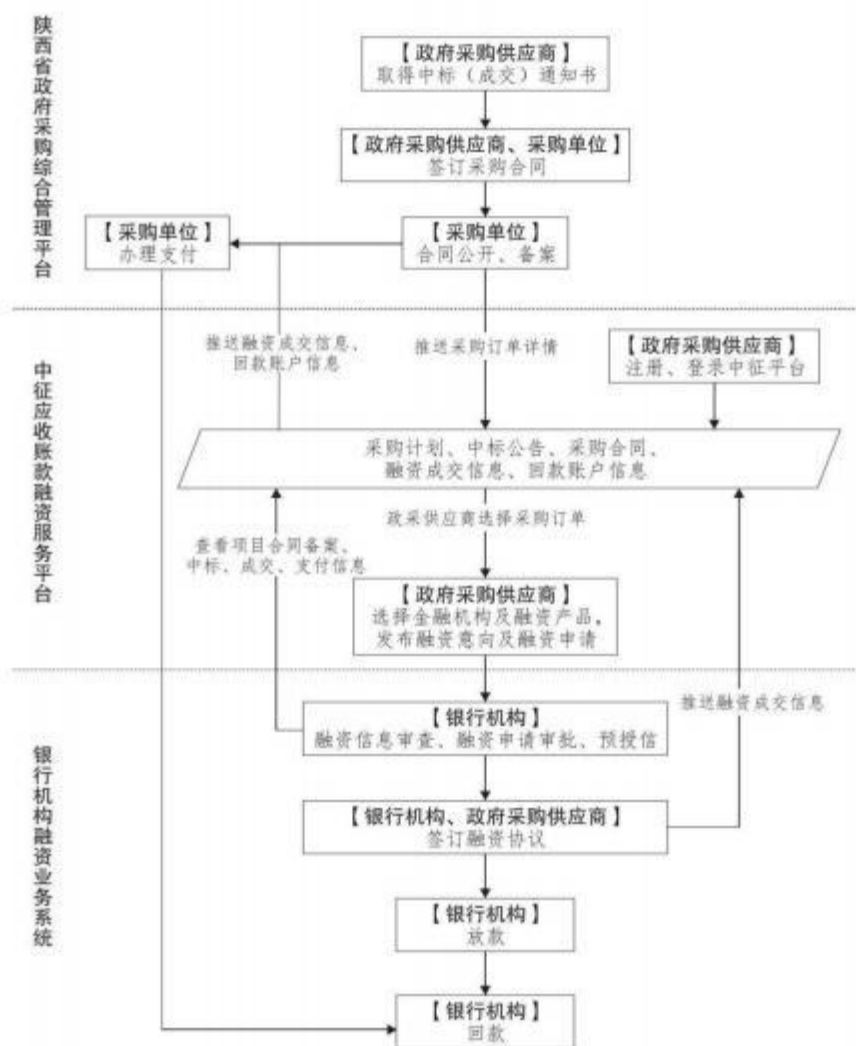 陕西省政府采购综合管理平台
【政府采购供应商】
取得中标（成交）通知书
【政府采购供应商、采购单位】
签订采购合同
【采购单位】
办理支付
【采购单位】
合同公开、备案
中征应收账款融资服务平台
推送融资成交信息、
回款账户信息
推送采购订单详情
【政府采购供应商】
注册、登录中征平台
采购计划、中标公告、采购合同、
融资成交信息、回款账户信息
政采供应商选择采购订单
查看项目合同备案、
中标、成交、支付信息
【政府采购供应商】
选择金融机构及融资产品，
发布融资意向及融资申请
银行机构融资业务系统
【银行机构】
融资信息审查、融资申请审批、预授信
推送融资成交信息
【银行机构、政府采购供应商】
签订融资协议
【银行机构】
放款
【银行机构】
回款